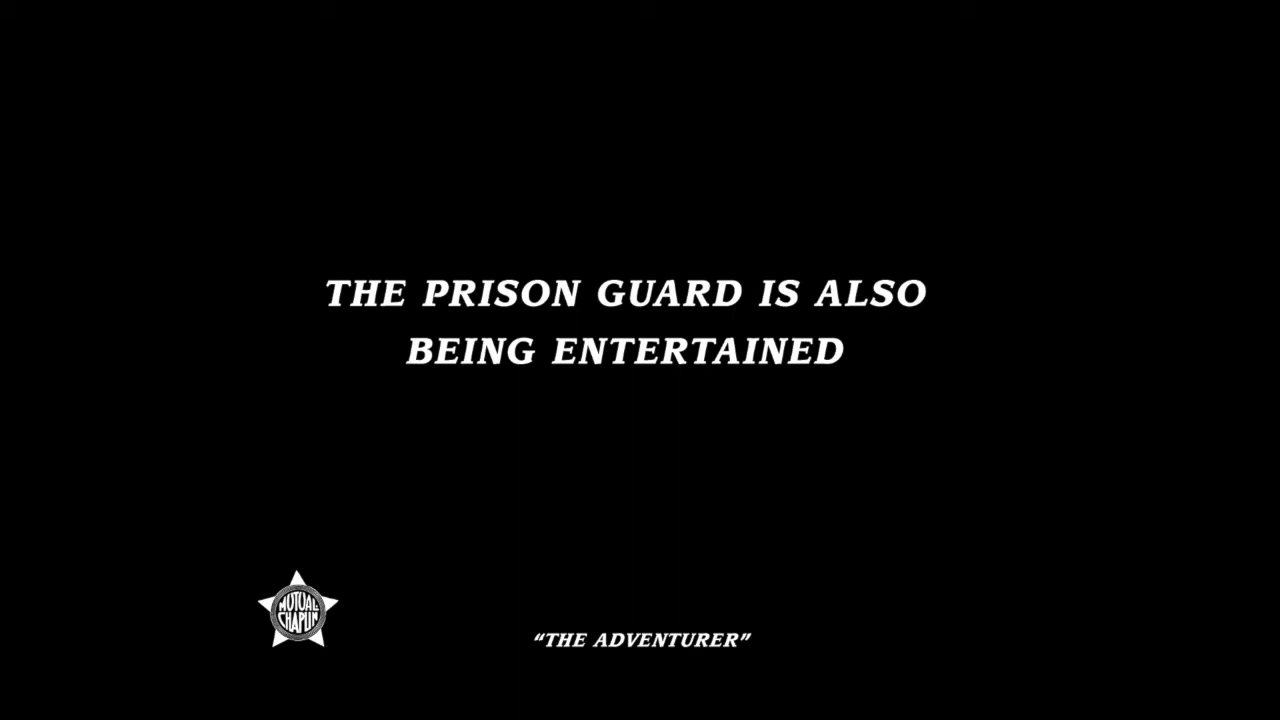 THE PRISON GUARD IS ALSO
BEING ENTERTAINED
MUTUAL
CHAPLIN
“THE ADVENTURER”